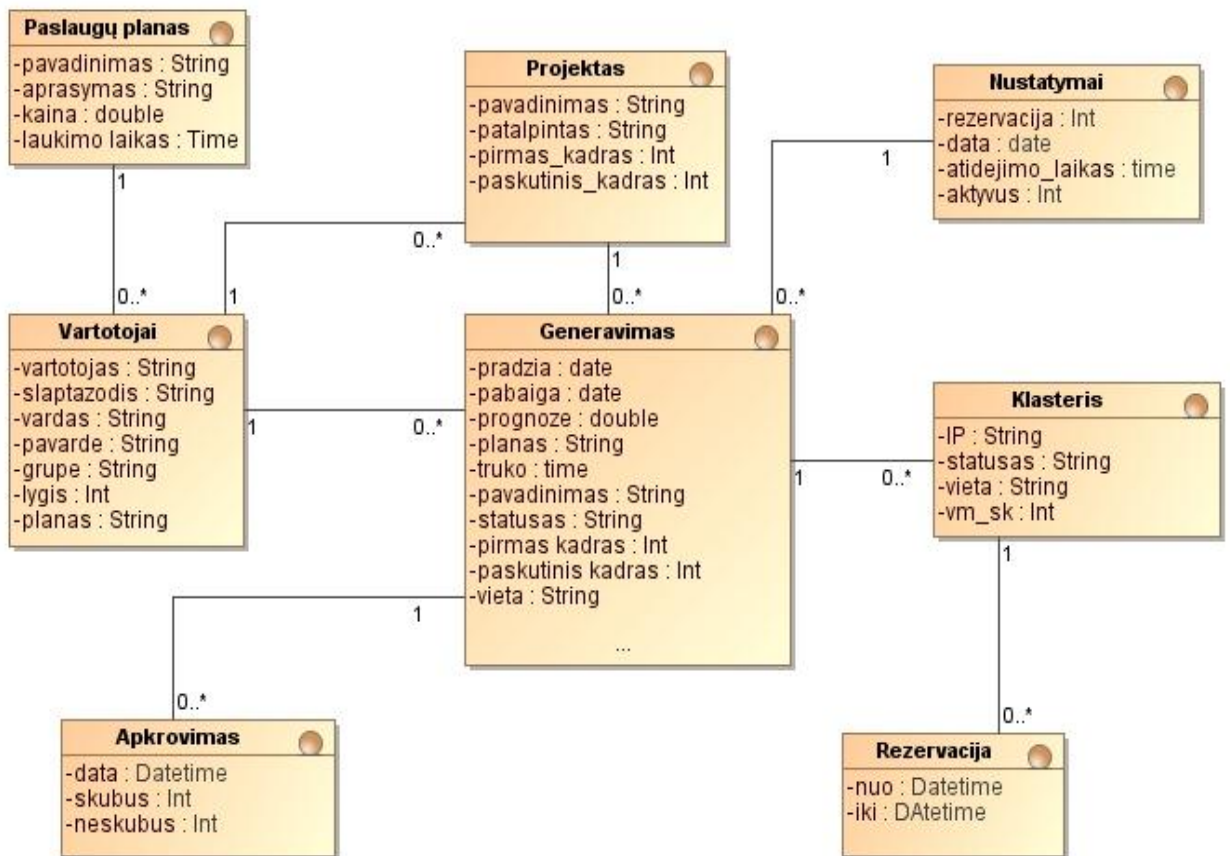 Paslaugų planas
-pavadinimas : String
-aprasymas : String
-kaina : double
-laukimo laikas : Time
1
0..*
Projektas
-pavadinimas : String
-patalpintas : String
-pirmas_kadras : Int
-paskutinis_kadras : Int
0..*
1
1
0..*
Nustatymai
-rezervacija : Int
-data : date
-atidejimo_laikas : time
-aktyvus : Int
1
0..*
Vartotojai
-vartotojas : String
-slaptazodis : String
-vardas : String
-pavarde : String
-grupe : String
-lygis : Int
-planas : String
1
0..*
Generavimas
-pradzia : date
-pabaiga : date
-prognoze : double
-planas : String
-truko : time
-pavadinimas : String
-statusas : String
-pirmas kadras : Int
-paskutinis kadras : Int
-vieta : String
...
1
0..*
Klasteris
-IP : String
-statusas : String
-vieta : String
-vm_sk : Int
1
0..*
1
0..*
Apkrovimas
-data : Datetime
-skubus : Int
-neskubus : Int
Rezervacija
-nuo : Datetime
-iki : DAtetime